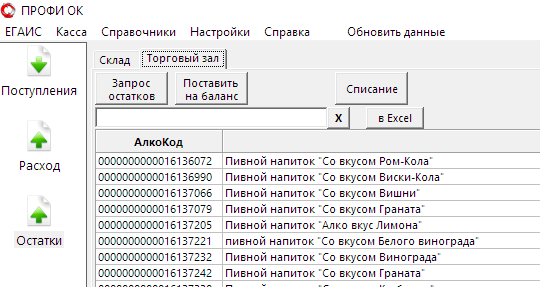 ПРОФИ ОК
ЕГАИС Касса Справочники Настройки Справка Обновить данные
Поступления
Расход
Остатки
Склад Торговый зал
Запрос остатков
Поставить на баланс
Списание
X в Excel
АлкоКод
0000000000016136072 Пивной напиток "Со вкусом Ром-Кола"
0000000000016136990 Пивной напиток "Со вкусом Виски-Кола"
0000000000016137066 Пивной напиток "Со вкусом Вишни"
0000000000016137079 Пивной напиток "Со вкусом Граната"
0000000000016137205 Пивной напиток "Алко вкус Лимона"
0000000000016137221 пивной напиток "Со вкусом Белого винограда"
0000000000016137232 Пивной напиток "Со вкусом Винограда"
0000000000016137242 Пивной напиток "Со вкусом Граната"